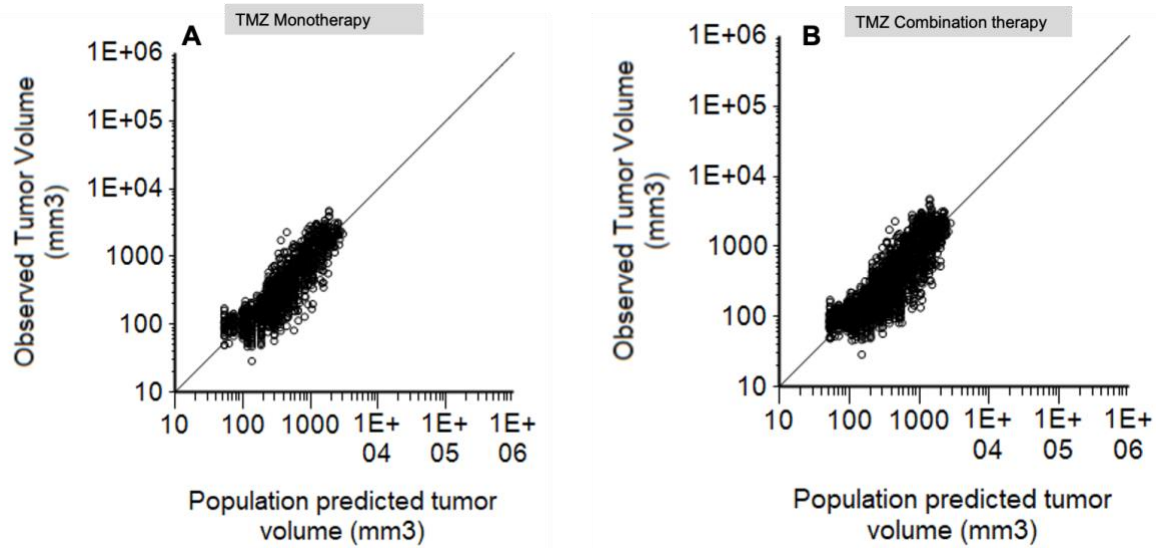 TMZ Monotherapy
A
1E+06
1E+05
1E+04
1000
100
10
Observed Tumor Volume
(mm3)
10 100 1000 1E+ 1E+ 1E+
04 05 06
Population predicted tumor
volume (mm3)
TMZ Combination therapy
B
1E+06
1E+05
1E+04
1000
100
10
Observed Tumor Volume
(mm3)
10 100 1000 1E+ 1E+ 1E+
04 05 06
Population predicted tumor
volume (mm3)